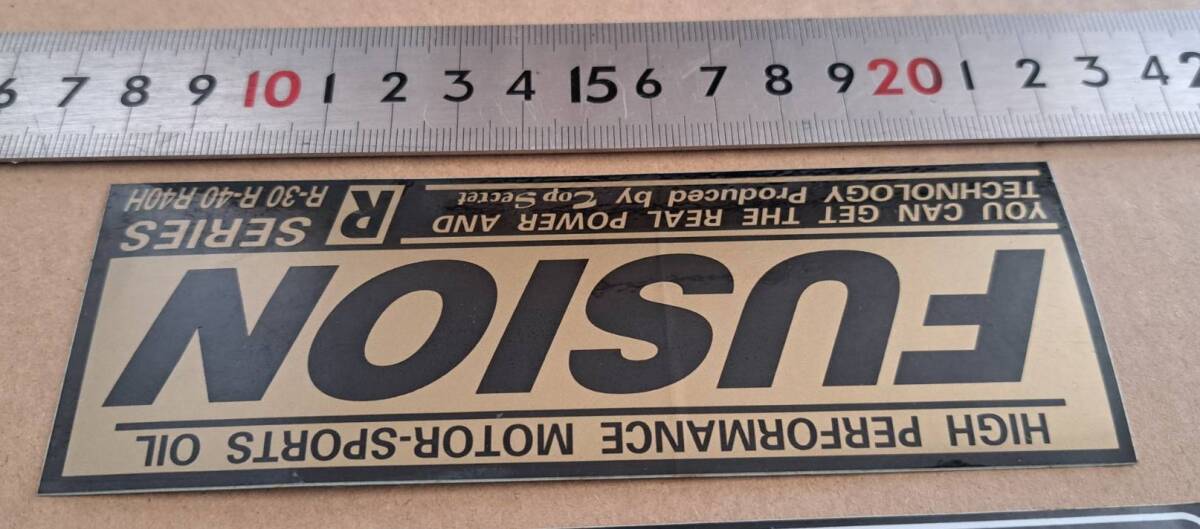 6 7 8 9 10 1 2 3 4 15 6 7 8 9 20 1 2 3 4 2
HIGH PERFORMANCE MOTOR-SPORTS OIL
FUSION
YOU CAN GET THE REAL POWER AND
TECHNOLOGY Produced by Top Secret
R SERIES
R-30 R-40 R40H